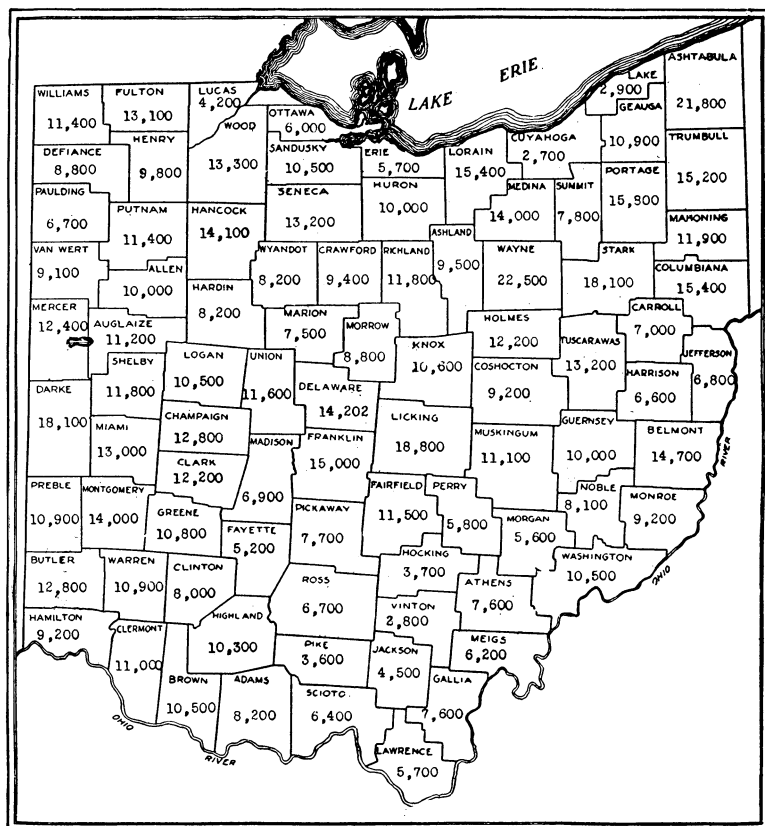 LAKE ERIE
WILLIAMS
11,400
FULTON
13,100
LUCAS
4,200
OTTAWA
6,000
LAKE
2,900
ASHTABULA
21,800
GEAUGA
10,900
CUYAHOGA
2,700
TRUMBULL
15,200
DEFIANCE
8,800
HENRY
9,800
WOOD
13,300
SANDUSKY
10,500
ERIE
5,700
LORAIN
15,400
MEDINA
14,000
SUMMIT
7,800
PORTAGE
15,800
MAHONING
11,900
PAULDING
6,700
PUTNAM
11,400
HANCOCK
14,100
SENECA
13,200
HURON
10,000
ASHLAND
9,500
WAYNE
22,500
STARK
18,100
COLUMBIANA
15,400
VAN WERT
9,100
ALLEN
10,000
HARDIN
8,200
WYANDOT
8,200
CRAWFORD
9,400
RICHLAND
11,800
MERCER
12,400
AUGLAIZE
11,200
MARION
7,500
MORROW
8,800
KNOX
10,600
HOLMES
12,200
TUSCARAWAS
13,200
CARROLL
7,000
JEFFERSON
6,800
HARRISON
6,600
SHELBY
11,800
LOGAN
10,500
UNION
11,600
DELAWARE
14,202
COSHOCTON
9,200
DARKE
18,100
MIAMI
13,000
CHAMPAIGN
12,800
CLARK
12,200
MADISON
6,900
FRANKLIN
15,000
LICKING
18,800
MUSKINGUM
11,100
GUERNSEY
10,000
BELMONT
14,700
RIVER
PREBLE
10,900
MONTGOMERY
14,000
GREENE
10,800
FAYETTE
5,200
PICKAWAY
7,700
FAIRFIELD
11,500
PERRY
5,800
MORGAN
5,600
NOBLE
8,100
MONROE
9,200
BUTLER
12,800
WARREN
10,900
CLINTON
8,000
ROSS
6,700
HOCKING
3,700
ATHENS
7,600
WASHINGTON
10,500
OHIO
HAMILTON
9,200
CLERMONT
11,000
HIGHLAND
10,300
PIKE
3,600
VINTON
2,800
JACKSON
4,500
MEIGS
6,200
BROWN
10,500
ADAMS
8,200
SCIOTO
6,400
GALLIA
7,600
LAWRENCE
5,700
OHIO
RIVER